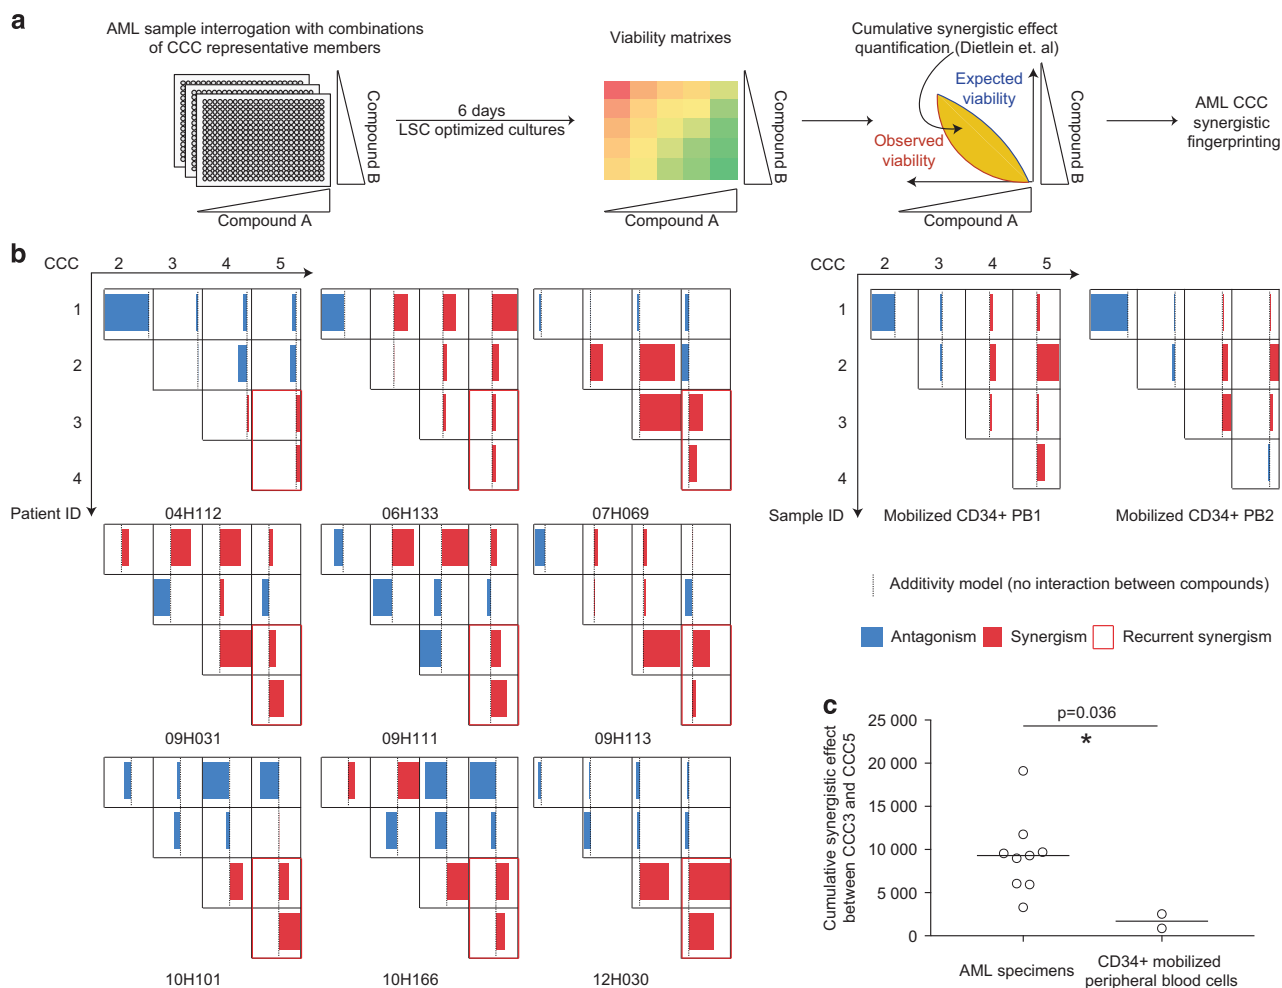 a
AML sample interrogation with combinations
of CCC representative members
Compound B
Compound A
6 days
LSC optimized cultures
Viability matrixes
Compound B
Compound A
Cumulative synergistic effect
quantification (Dietlein et. al)
Expected
viability
Observed
viability
Compound B
Compound A
AML CCC
synergistic
fingerprinting
b
CCC 2 3 4 5
1
2
3
4
Patient ID
04H112 06H133 07H069
09H031 09H111 09H113
10H101 10H166 12H030
CCC 2 3 4 5
1
2
3
4
Sample ID
Mobilized CD34+ PB1 Mobilized CD34+ PB2
Additivity model (no interaction between compounds)
Antagonism Synergism Recurrent synergism
c
Cumulative synergistic effect
between CCC3 and CCC5
25 000
20 000
15 000
10 000
5 000
0
p=0.036
*
AML specimens
CD34+ mobilized
peripheral blood cells